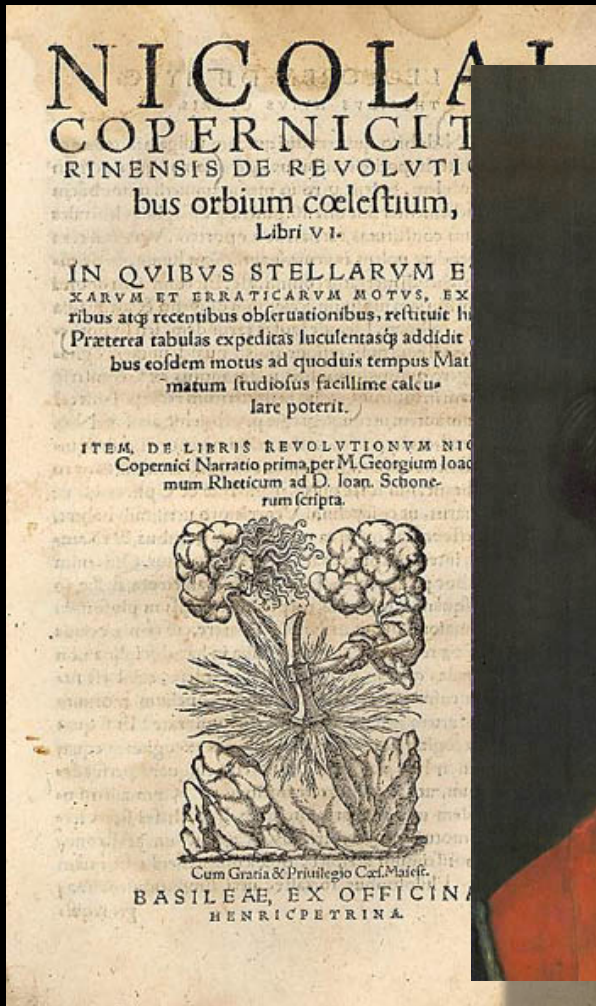 NICOLAI
COPERNICI T
RINENSIS DE REVOLVTIO
bus orbium cœleſtium,
Libri VI.
IN QVIBVS STELLARVM ET
XARVM ET ERRATICARVM MOTVS, EX
ribus atq; recentibus obſeruationibus, reſtituit hi
Præterea tabulas expeditas luculentasq; addidit
bus eoſdem motus ad quoduis tempus Mat
matum ſtudioſus facillime calcu-
lare poterit.
ITEM, DE LIBRIS REVOLVTIONVM NIC
Copernici Narratio prima, per M. Georgium Ioac
mum Rheticum ad D. Ioan. Schone-
rum ſcripta.
Cum Gratia & Priuilegio Cæſ. Maieſt.
BASILEAE, EX OFFICINA
HENRICPETRINA.